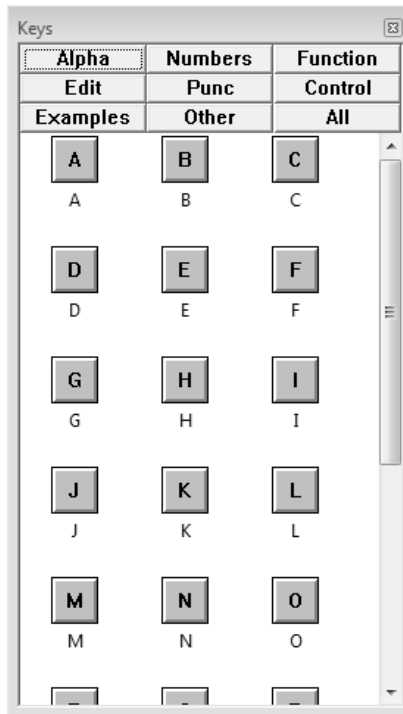 Keys
Alpha Numbers Function
Edit Punc Control
Examples Other All
A B C
A B C
D E F
D E F
G H I
G H I
J K L
J K L
M N O
M N O